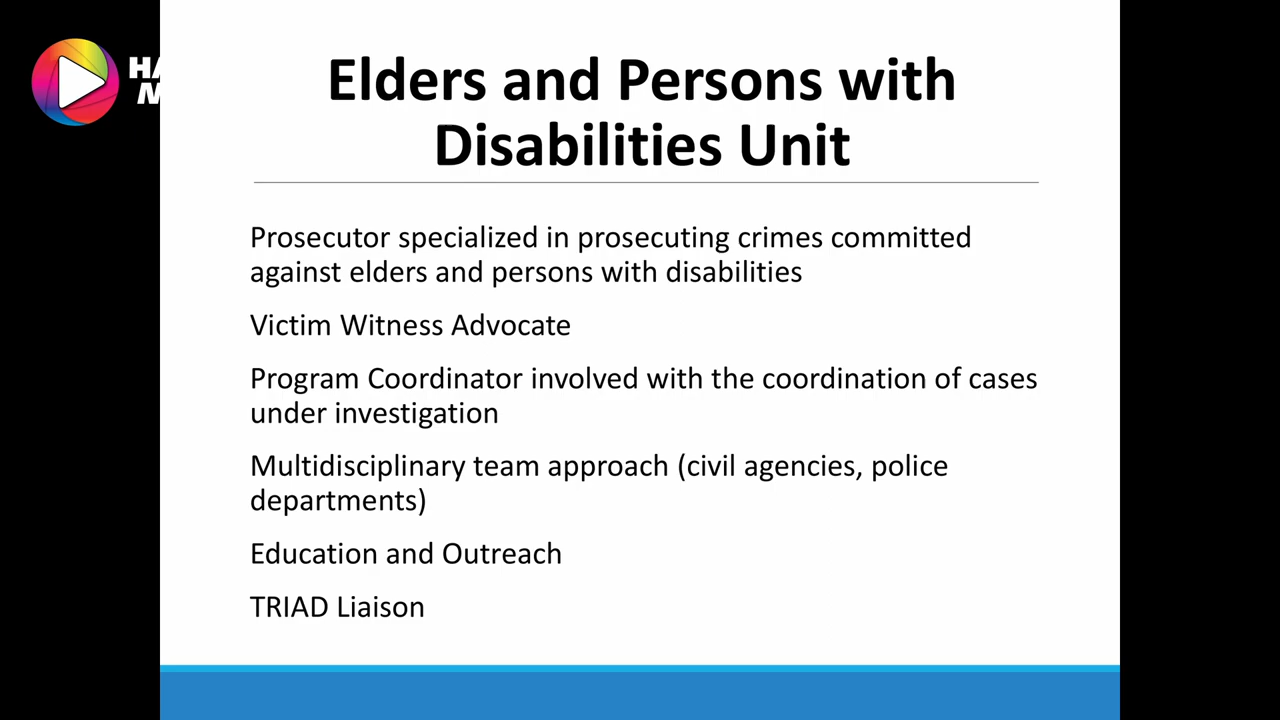 Elders and Persons with
Disabilities Unit
Prosecutor specialized in prosecuting crimes committed
against elders and persons with disabilities
Victim Witness Advocate
Program Coordinator involved with the coordination of cases
under investigation
Multidisciplinary team approach (civil agencies, police
departments)
Education and Outreach
TRIAD Liaison